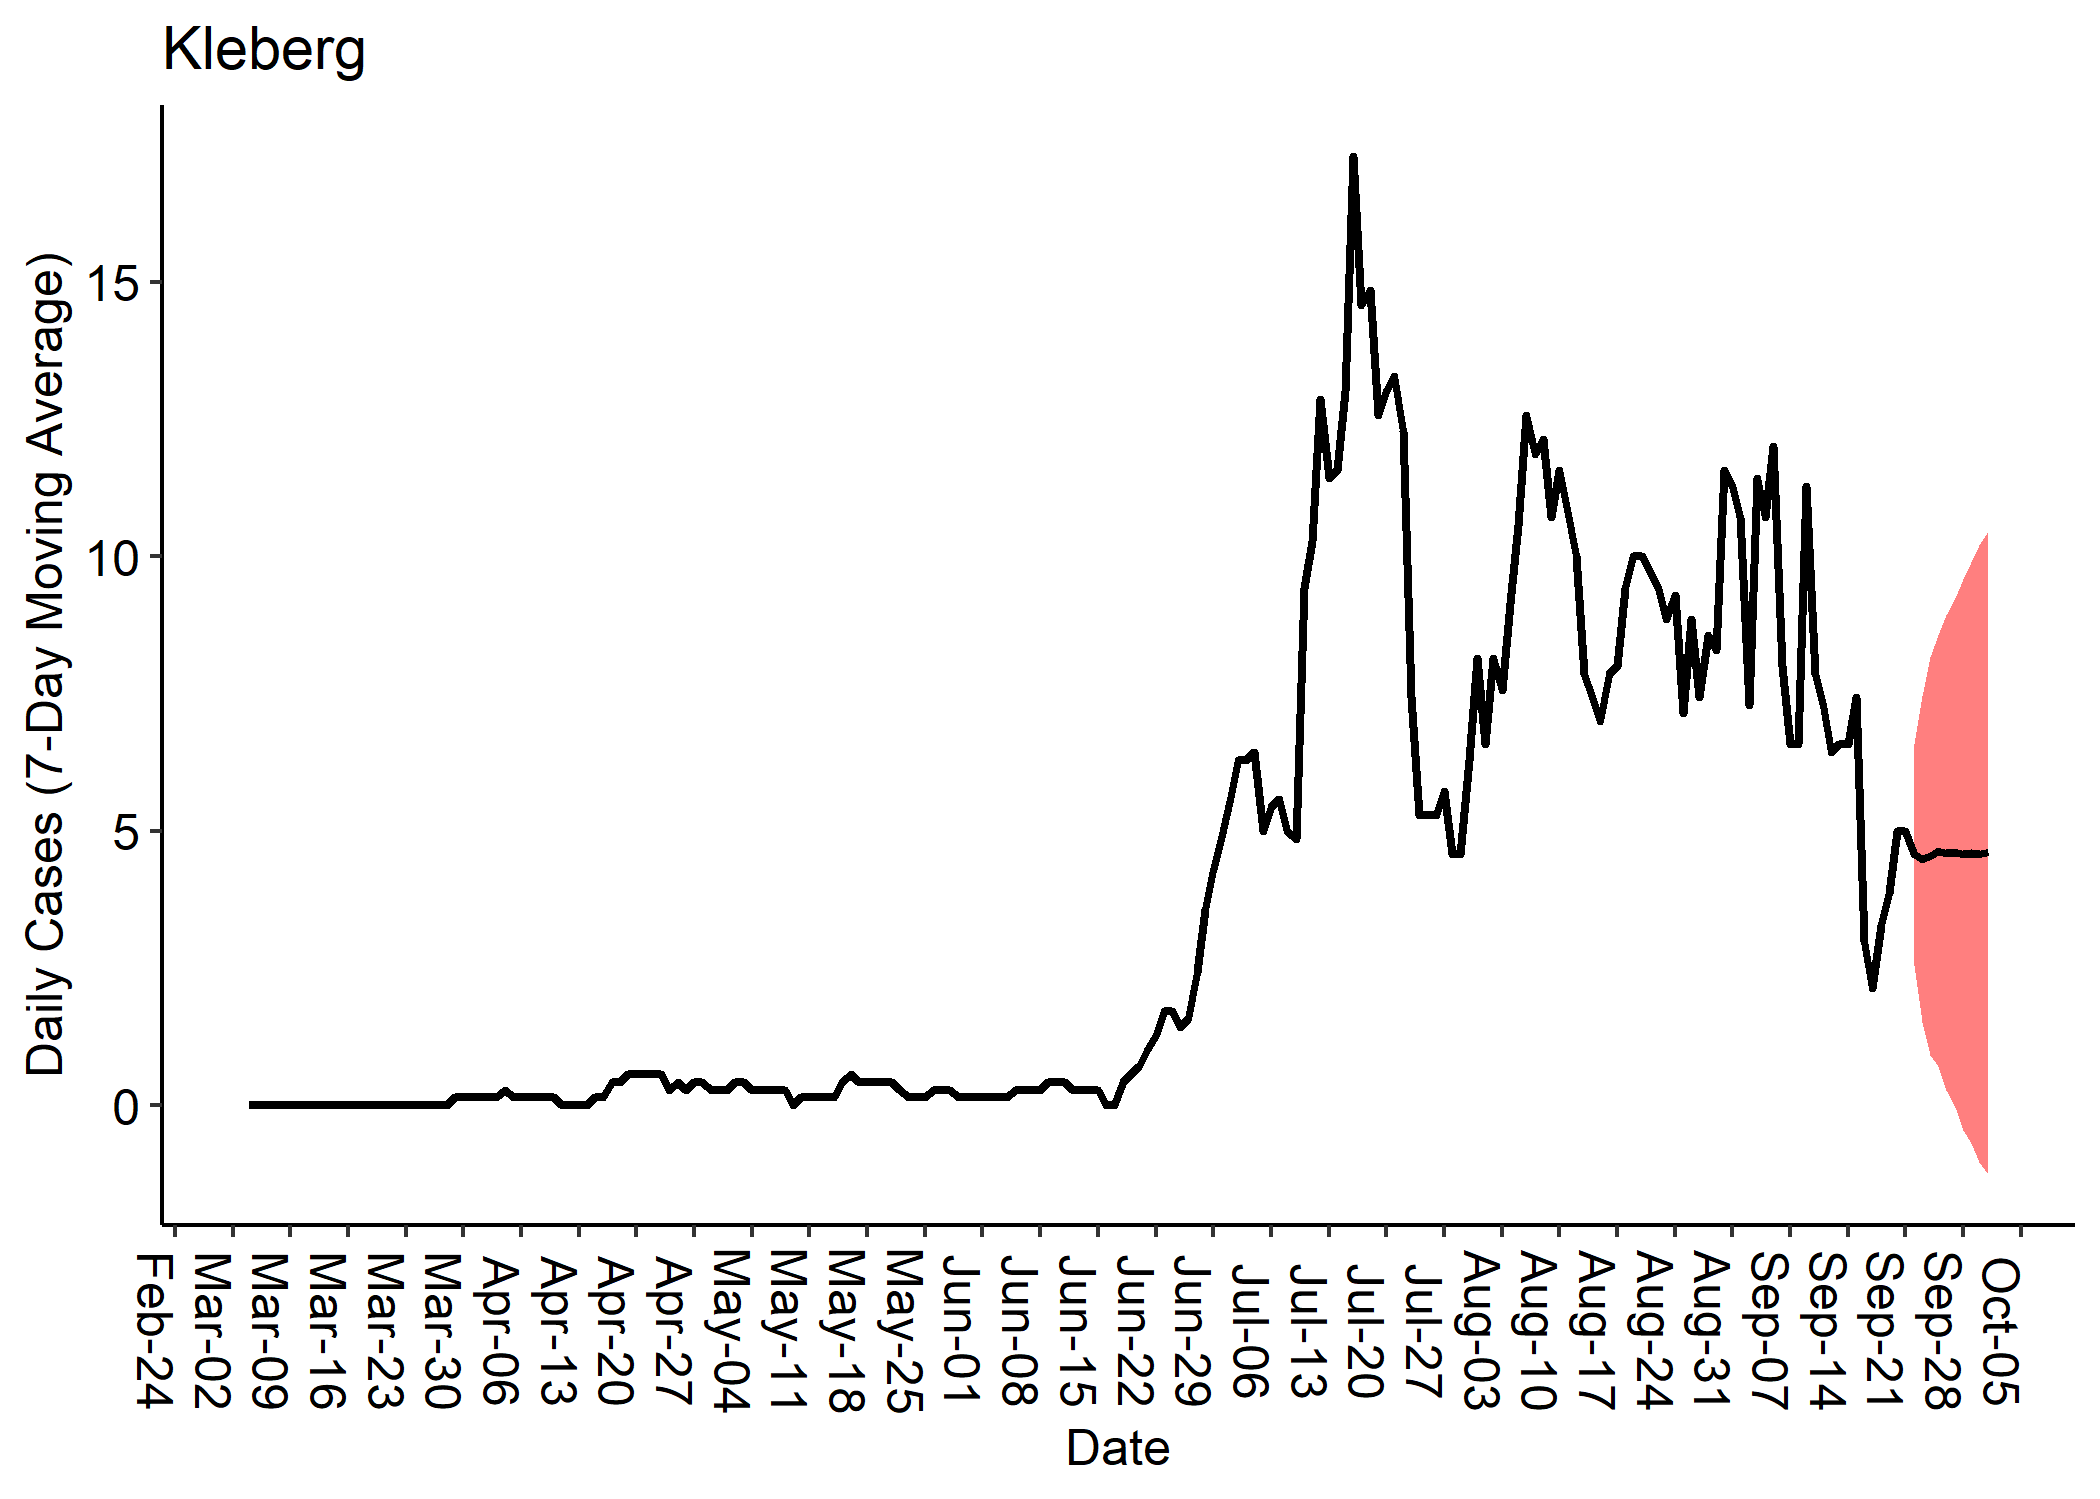 Kleberg
Daily Cases (7-Day Moving Average)
15
10
5
0
Feb-24
Mar-02
Mar-09
Mar-16
Mar-23
Mar-30
Apr-06
Apr-13
Apr-20
Apr-27
May-04
May-11
May-18
May-25
Jun-01
Jun-08
Jun-15
Jun-22
Jun-29
Jul-06
Jul-13
Jul-20
Jul-27
Aug-03
Aug-10
Aug-17
Aug-24
Aug-31
Sep-07
Sep-14
Sep-21
Sep-28
Oct-05
Date